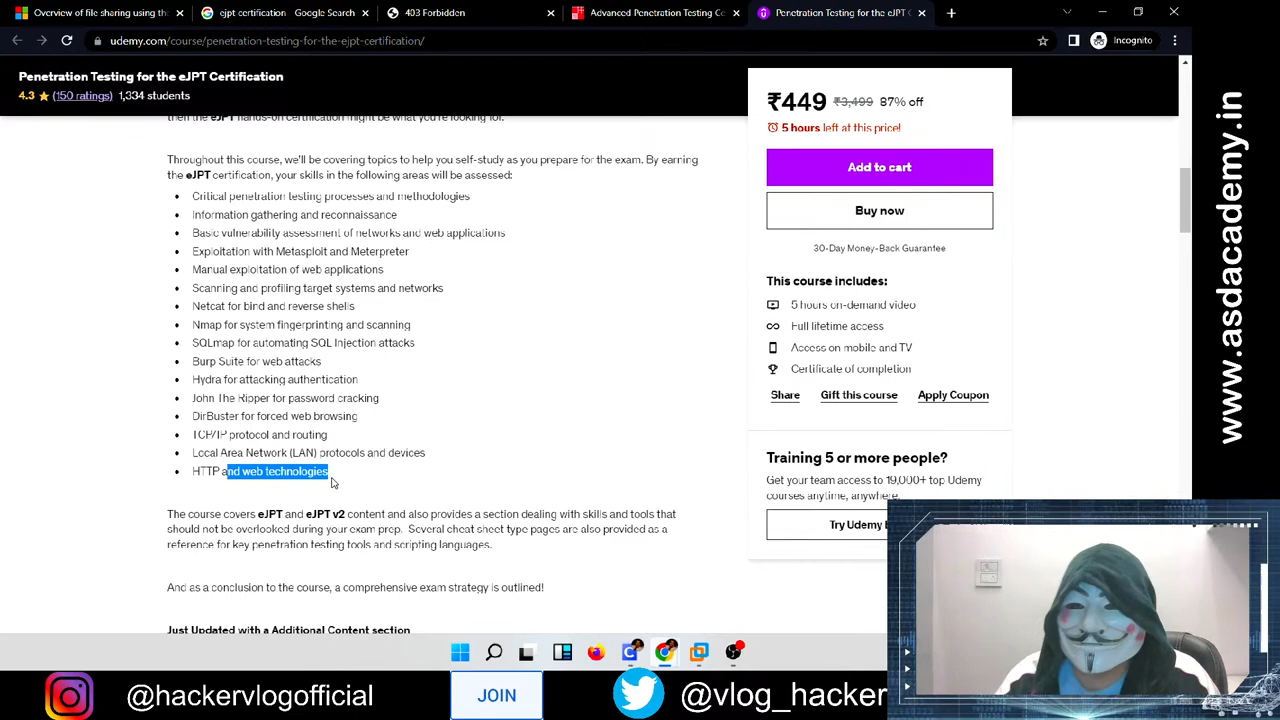 Overview of file sharing using th
ejpt certification - Google Search
403 Forbidden
Advanced Penetration Testing Co
Penetration Testing for the eJPT C
udemy.com/course/penetration-testing-for-the-ejpt-certification/
Incognito
Penetration Testing for the eJPT Certification
4.3 ★ (150 ratings) 1,334 students
then the eJPT hands-on certification might be what you're looking for.
Throughout this course, we'll be covering topics to help you self-study as you prepare for the exam. By earning
the eJPT certification, your skills in the following areas will be assessed:
• Critical penetration testing processes and methodologies
• Information gathering and reconnaissance
• Basic vulnerability assessment of networks and web applications
• Exploitation with Metasploit and Meterpreter
• Manual exploitation of web applications
• Scanning and profiling target systems and networks
• Netcat for bind and reverse shells
• Nmap for system fingerprinting and scanning
• SQLmap for automating SQL Injection attacks
• Burp Suite for web attacks
• Hydra for attacking authentication
• John The Ripper for password cracking
• DirBuster for forced web browsing
• TCP/IP protocol and routing
• Local Area Network (LAN) protocols and devices
• HTTP and web technologies
The course covers eJPT and eJPT v2 content and also provides a section dealing with skills and tools that
should not be overlooked during your exam prep. Several cheat sheet type pages are also provided as a
reference for key penetration testing tools and scripting languages.
And as a conclusion to the course, a comprehensive exam strategy is outlined!
Just Updated with a Additional Content section
₹449 ₹3,499 87% off
5 hours left at this price!
Add to cart
Buy now
30-Day Money-Back Guarantee
This course includes:
5 hours on-demand video
Full lifetime access
Access on mobile and TV
Certificate of completion
Share Gift this course Apply Coupon
Training 5 or more people?
Get your team access to 19,000+ top Udemy
courses anytime, anywhere.
Try Udemy B
www.asdacademy.in
@hackervlogofficial
JOIN
@vlog_hacker